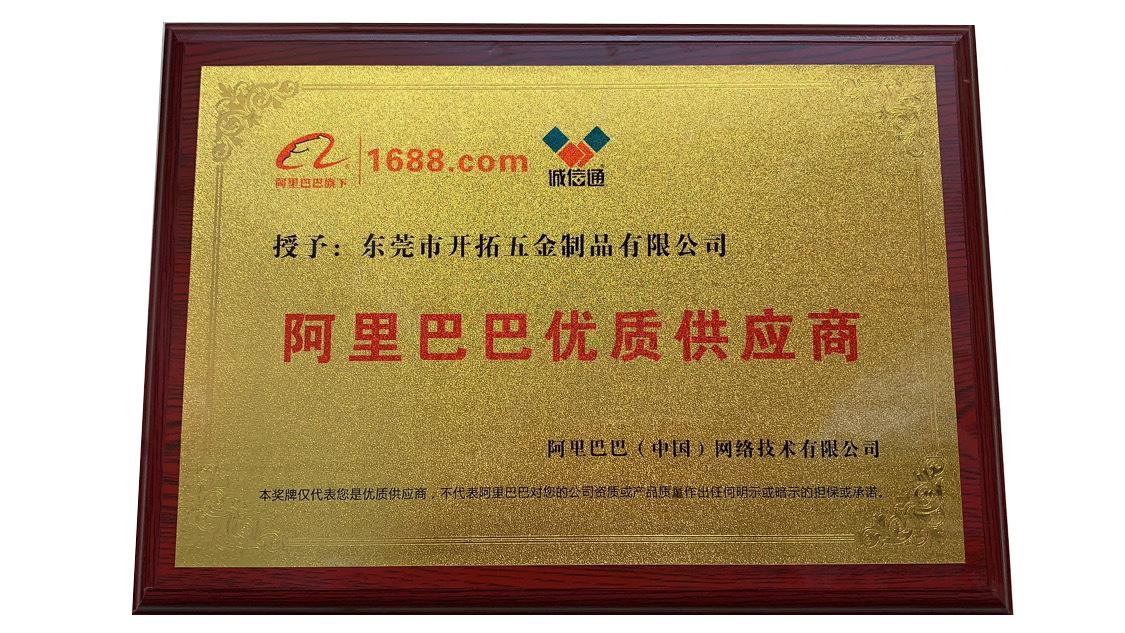 阿里巴巴旗下 1688.com 诚信通
授予：东莞市开拓五金制品有限公司
阿里巴巴优质供应商
阿里巴巴（中国）网络技术有限公司
本奖牌仅代表您是优质供应商，不代表阿里巴巴对您的公司资质或产品质量作出任何明示或暗示的担保或承诺。